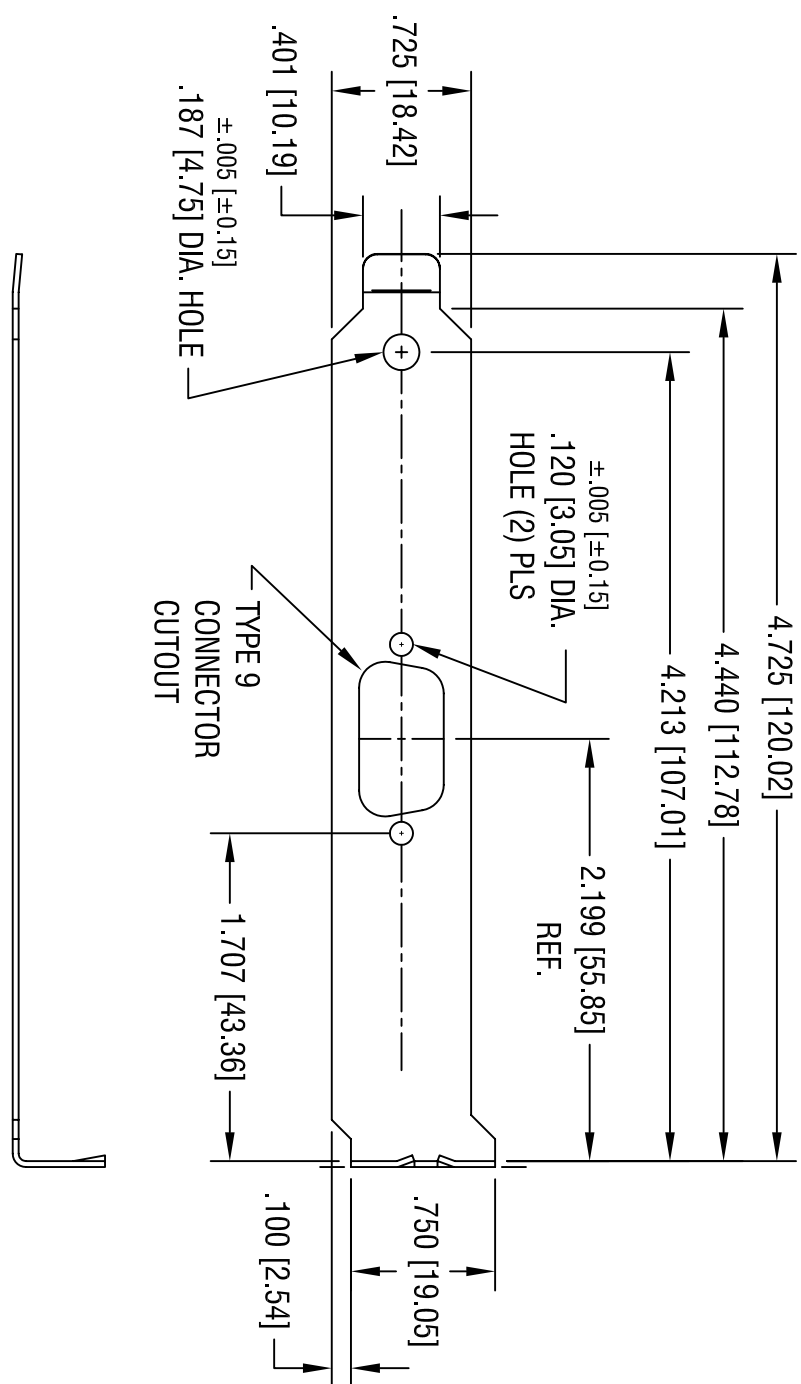 4.725 [120.02]
4.440 [112.78]
4.213 [107.01]
2.199 [55.85]
REF.
±.005 [±0.15]
.120 [3.05] DIA.
HOLE (2) PLS
.725 [18.42]
.401 [10.19]
±.005 [±0.15]
.187 [4.75] DIA. HOLE
TYPE 9
CONNECTOR
CUTOUT
1.707 [43.36]
.750 [19.05]
.100 [2.54]